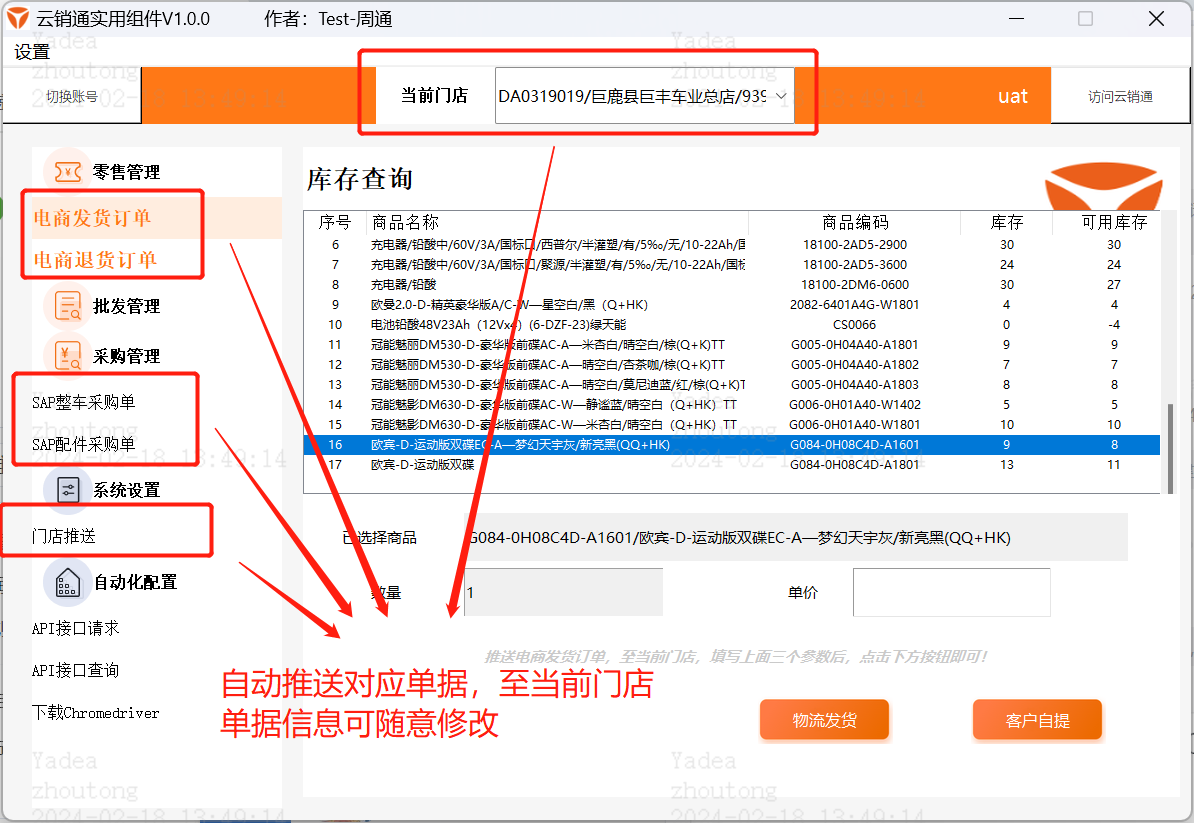 云销通实用组件V1.0.0 作者：Test-周通
设置
切换账号
当前门店 DA0319019/巨鹿县巨丰车业总店/939
uat
访问云销通
零售管理
电商发货订单
电商退货订单
批发管理
采购管理
SAP整车采购单
SAP配件采购单
系统设置
门店推送
自动化配置
API接口请求
API接口查询
下载Chromedriver
库存查询
序号 商品名称 商品编码 库存 可用库存
6 充电器/铅酸中/60V/3A/国标口/西普尔/半灌塑/有/5‰/无/10-22Ah/国 18100-2AD5-2900 30 30
7 充电器/铅酸中/60V/3A/国标口/聚源/半灌塑/有/5‰/无/10-22Ah/国标 18100-2AD5-3600 24 24
8 充电器/铅酸 18100-2DM6-0600 30 27
9 欧曼2.0-D-精英豪华版A/C-W—星空白/黑（Q+HK) 2082-6401A4G-W1801 4 4
10 电池铅酸48V23Ah（12Vx4）(6-DZF-23)绿天能 CS0066 0 -4
11 冠能魅丽DM530-D-豪华版前碟AC-A—米杏白/晴空白/棕(Q+K)TT G005-0H04A40-A1801 9 9
12 冠能魅丽DM530-D-豪华版前碟AC-A—晴空白/杏茶咖/棕(Q+K)TT G005-0H04A40-A1802 7 7
13 冠能魅丽DM530-D-豪华版前碟AC-A—晴空白/莫尼迪蓝/红/棕(Q+K)T G005-0H04A40-A1803 8 8
14 冠能魅影DM630-D-豪华版前碟AC-W—静谧蓝/晴空白（Q+HK）TT G006-0H01A40-W1402 5 5
15 冠能魅影DM630-D-豪华版前碟AC-W—米杏白/晴空白（Q+HK）TT G006-0H01A40-W1801 10 10
16 欧宾-D-运动版双碟EC-A—梦幻天宇灰/新亮黑(QQ+HK) G084-0H08C4D-A1601 9 8
17 欧宾-D-运动版双碟 G084-0H08C4D-A1801 13 11
已选择商品 G084-0H08C4D-A1601/欧宾-D-运动版双碟EC-A—梦幻天宇灰/新亮黑(QQ+HK)
数量 1 单价
推送电商发货订单，至当前门店，填写上面三个参数后，点击下方按钮即可！
自动推送对应单据，至当前门店
单据信息可随意修改
物流发货 客户自提
Yadea
zhoutong
2024-02-18 13:49:14